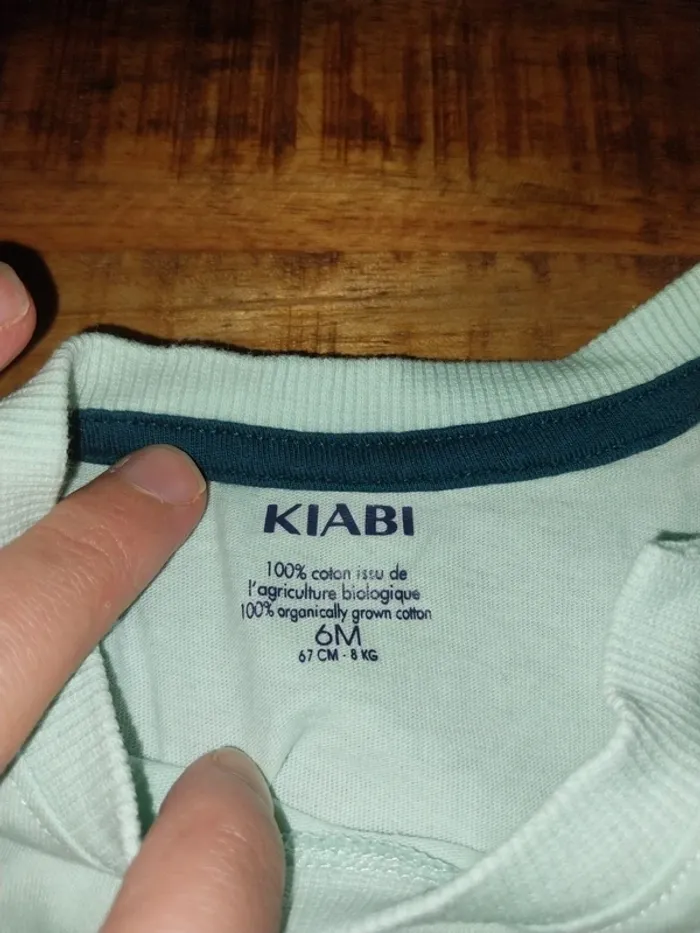 KIABI
100% coton issu de
l'agriculture biologique
100% organically grown cotton
6M
67 CM - 8 KG